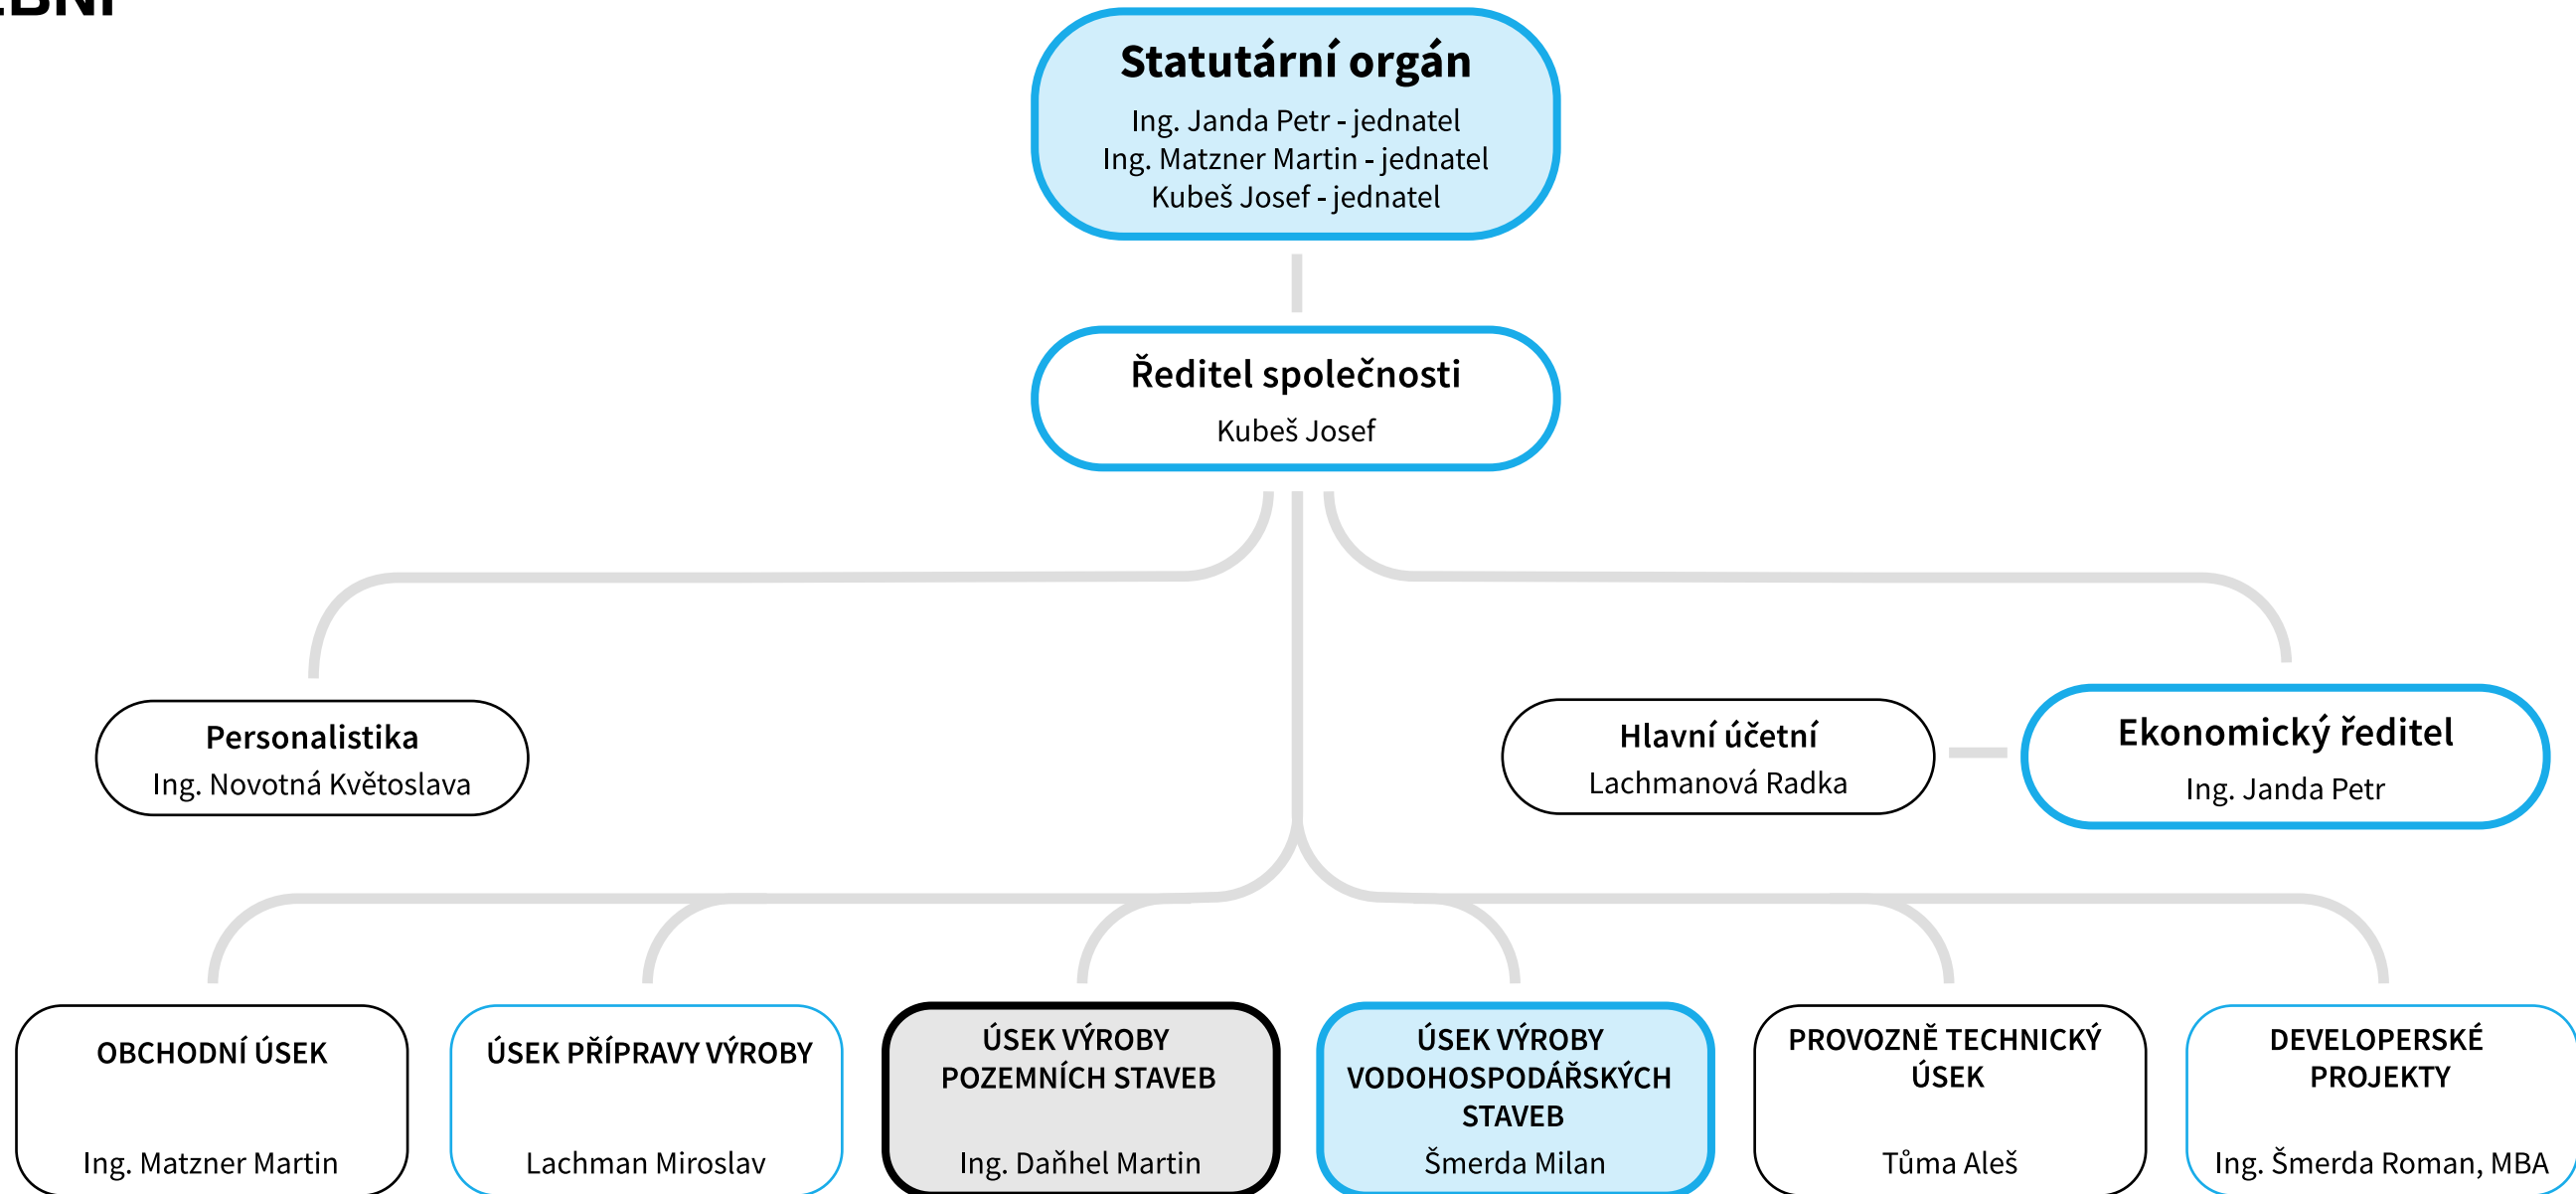 Statutární orgán
Ing. Janda Petr - jednatel
Ing. Matzner Martin - jednatel
Kubeš Josef - jednatel
Ředitel společnosti
Kubeš Josef
Personalistika
Ing. Novotná Květoslava
Hlavní účetní
Lachmanová Radka
Ekonomický ředitel
Ing. Janda Petr
OBCHODNÍ ÚSEK
Ing. Matzner Martin
ÚSEK PŘÍPRAVY VÝROBY
Lachman Miroslav
ÚSEK VÝROBY
POZEMNÍCH STAVEB
Ing. Daňhel Martin
ÚSEK VÝROBY
VODOHOSPODÁŘSKÝCH
STAVEB
Šmerda Milan
PROVOZNĚ TECHNICKÝ
ÚSEK
Tůma Aleš
DEVELOPERSKÉ
PROJEKTY
Ing. Šmerda Roman, MBA